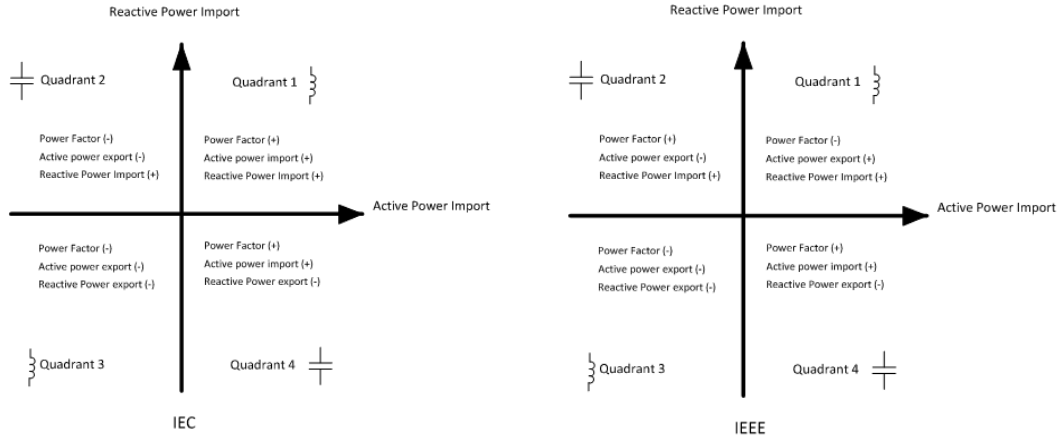 Reactive Power Import
Quadrant 2
Quadrant 1
Power Factor (-)
Active power export (-)
Reactive Power Import (+)
Power Factor (+)
Active power import (+)
Reactive Power Import (+)
Active Power Import
Power Factor (-)
Active power export (-)
Reactive Power export (-)
Power Factor (+)
Active power import (+)
Reactive Power export (-)
Quadrant 3
Quadrant 4
IEC
Reactive Power Import
Quadrant 2
Quadrant 1
Power Factor (+)
Active power export (-)
Reactive Power Import (+)
Power Factor (-)
Active power export (+)
Reactive Power Import (+)
Active Power Import
Power Factor (-)
Active power export (-)
Reactive Power export (-)
Power Factor (+)
Active power import (+)
Reactive Power export (-)
Quadrant 3
Quadrant 4
IEEE